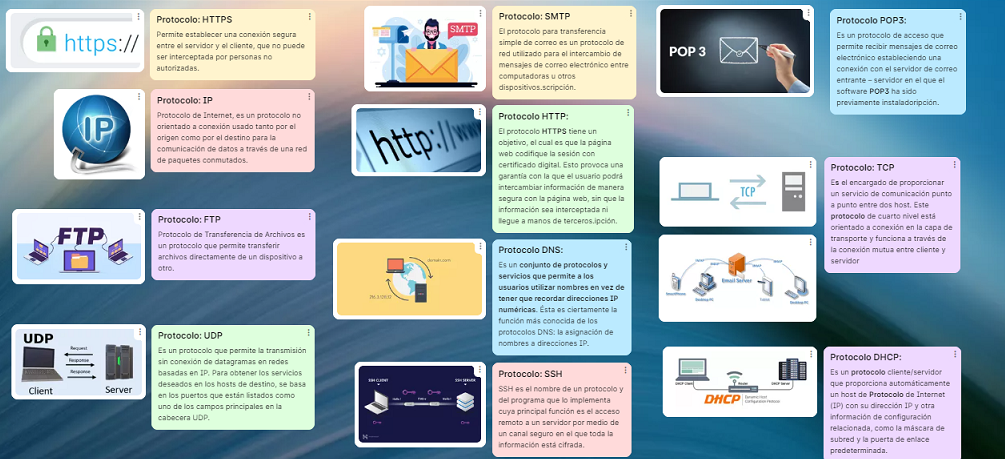 https://
Protocolo: HTTPS
Permite establecer una conexión segura
entre el servidor y el cliente, que no puede
ser interceptada por personas no
autorizadas.
IP
Protocolo: IP
Protocolo de Internet, es un protocolo no
orientado a conexión usado tanto por el
origen como por el destino para la
comunicación de datos a través de una red
de paquetes conmutados.
FTP
Protocolo: FTP
Protocolo de Transferencia de Archivos es
un protocolo que permite transferir
archivos directamente de un dispositivo a
otro.
UDP
Request
Response
Response
Client
Server
Protocolo: UDP
Es un protocolo que permite la transmisión
sin conexión de datagramas en redes
basadas en IP. Para obtener los servicios
deseados en los hosts de destino, se basa
en los puertos que están listados como
uno de los campos principales en la
cabecera UDP.
SMTP
Protocolo: SMTP
El protocolo para transferencia
simple de correo es un protocolo de
red utilizado para el intercambio de
mensajes de correo electrónico entre
computadoras u otros
dispositivos.scripción.
http://www
Protocolo HTTP:
El protocolo HTTPS tiene un
objetivo, el cual es que la página
web codifique la sesión con
certificado digital. Esto provoca una
garantía con la que el usuario podrá
intercambiar información de manera
segura con la página web, sin que la
información sea interceptada ni
llegue a manos de terceros.ipción.
domain.com
Protocolo DNS:
Es un conjunto de protocolos y
servicios que permite a los
usuarios utilizar nombres en vez de
tener que recordar direcciones IP
numéricas. Ésta es ciertamente la
función más conocida de los
protocolos DNS: la asignación de
nombres a direcciones IP.
SSH CLIENT
SSH SERVER
Protocolo: SSH
SSH es el nombre de un protocolo y
del programa que lo implementa
cuya principal función es el acceso
remoto a un servidor por medio de
un canal seguro en el que toda la
información está cifrada.
POP 3
Protocolo POP3:
Es un protocolo de acceso que
permite recibir mensajes de correo
electrónico estableciendo una
conexión con el servidor de correo
entrante – servidor en el que el
software POP3 ha sido
previamente instaladoripción.
TCP
Protocolo: TCP
Es el encargado de proporcionar
un servicio de comunicación punto
a punto entre dos host. Este
protocolo de cuarto nivel está
orientado a conexión en la capa de
transporte y funciona a través de
la conexión mutua entre cliente y
servidor
Email Server
Smartphone
Desktop PC
Tablet
Desktop PC
DHCP Client
Router
DHCP Server
DHCP
Dynamic Host
Configuration Protocol
Protocolo DHCP:
Es un protocolo cliente/servidor
que proporciona automáticamente
un host de Protocolo de Internet
(IP) con su dirección IP y otra
información de configuración
relacionada, como la máscara de
subred y la puerta de enlace
predeterminada.